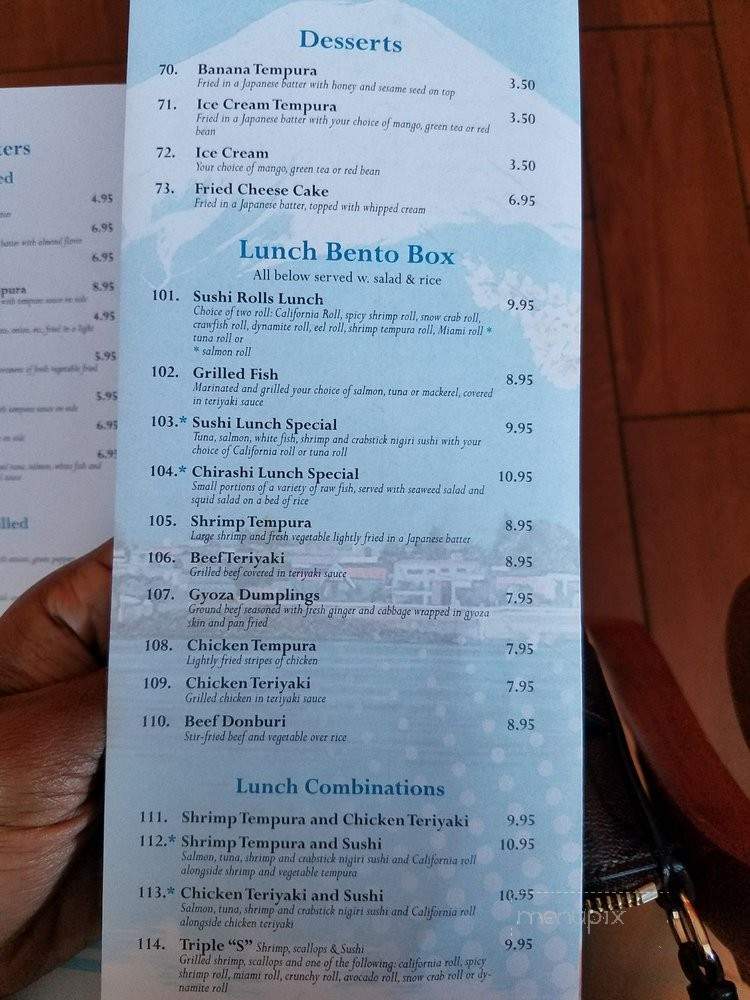 Desserts
70. Banana Tempura 3.50
Fried in a Japanese batter with honey and sesame seed on top
71. Ice Cream Tempura 3.50
Fried in a Japanese batter with your choice of mango, green tea or red
bean
72. Ice Cream 3.50
Your choice of mango, green tea or red bean
73. Fried Cheese Cake 6.95
Fried in a Japanese batter, topped with whipped cream
Lunch Bento Box
All below served w. salad & rice
101. Sushi Rolls Lunch 9.95
Choice of two roll: California Roll, spicy shrimp roll, snow crab roll,
crawfish roll, dynamite roll, eel roll, shrimp tempura roll, Miami roll *
tuna roll or
* salmon roll
102. Grilled Fish 8.95
Marinated and grilled your choice of salmon, tuna or mackerel, covered
in teriyaki sauce
103.* Sushi Lunch Special 9.95
Tuna, salmon, white fish, shrimp and crabstick nigiri sushi with your
choice of California roll or tuna roll
104.* Chirashi Lunch Special 10.95
Small portions of a variety of raw fish, served with seaweed salad and
squid salad on a bed of rice
105. Shrimp Tempura 8.95
Large shrimp and fresh vegetable lightly fried in a Japanese batter
106. Beef Teriyaki 8.95
Grilled beef covered in teriyaki sauce
107. Gyoza Dumplings 7.95
Ground beef seasoned with fresh ginger and cabbage wrapped in gyoza
skin and pan fried
108. Chicken Tempura 7.95
Lightly fried stripes of chicken
109. Chicken Teriyaki 7.95
Grilled chicken in teriyaki sauce
110. Beef Donburi 8.95
Stir-fried beef and vegetable over rice
Lunch Combinations
111. Shrimp Tempura and Chicken Teriyaki 9.95
112.* Shrimp Tempura and Sushi 10.95
Salmon, tuna, shrimp and crabstick nigiri sushi and California roll
alongside shrimp and vegetable tempura
113.* Chicken Teriyaki and Sushi 10.95
Salmon, tuna, shrimp and crabstick nigiri sushi and California roll
alongside chicken teriyaki
114. Triple "S" Shrimp, scallops & Sushi 9.95
Grilled shrimp, scallops and one of the following: california roll, spicy
shrimp roll, miami roll, crunchy roll, avocado roll, snow crab roll or dy-
namite roll
menupix
4.95
6.95
batter with almond flavor
6.95
8.95
with tempura sauce on side
4.95
5.95
5.95
6.95
6.95